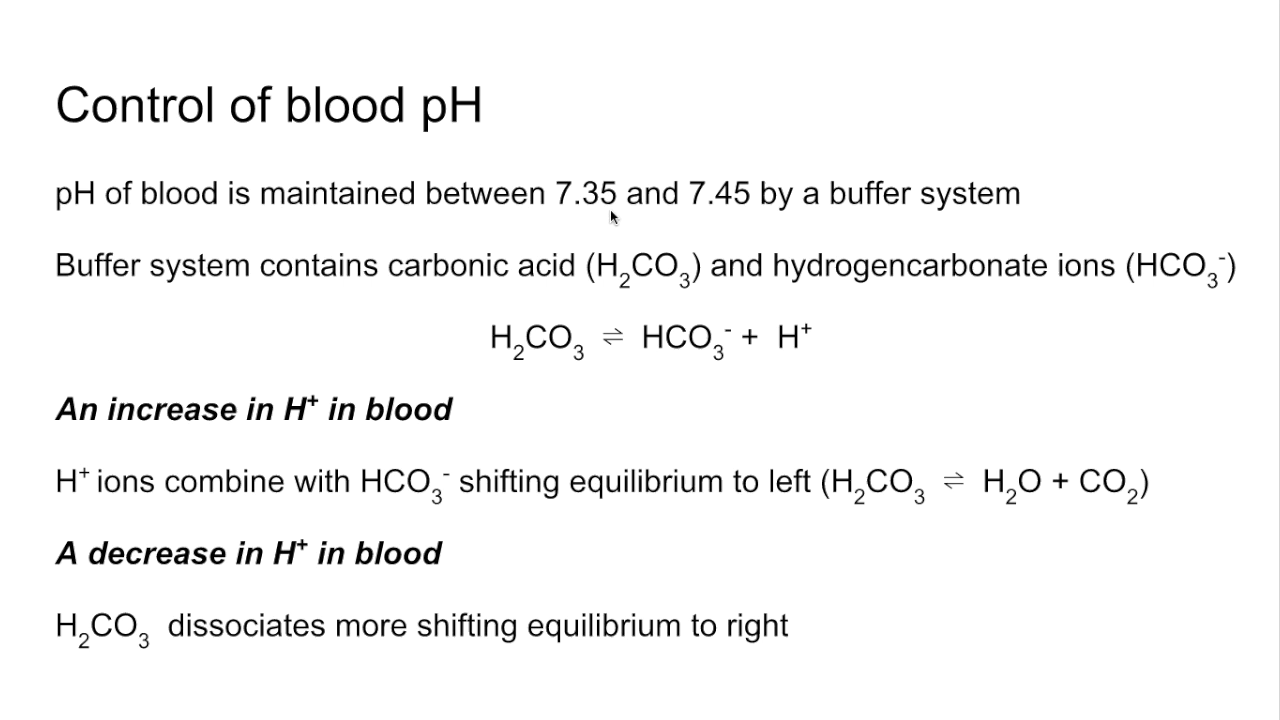 Control of blood pH
pH of blood is maintained between 7.35 and 7.45 by a buffer system
Buffer system contains carbonic acid (H₂CO₃) and hydrogencarbonate ions (HCO₃⁻)
H₂CO₃ ⇌ HCO₃⁻ + H⁺
An increase in H⁺ in blood
H⁺ ions combine with HCO₃⁻ shifting equilibrium to left (H₂CO₃ ⇌ H₂O + CO₂)
A decrease in H⁺ in blood
H₂CO₃ dissociates more shifting equilibrium to right